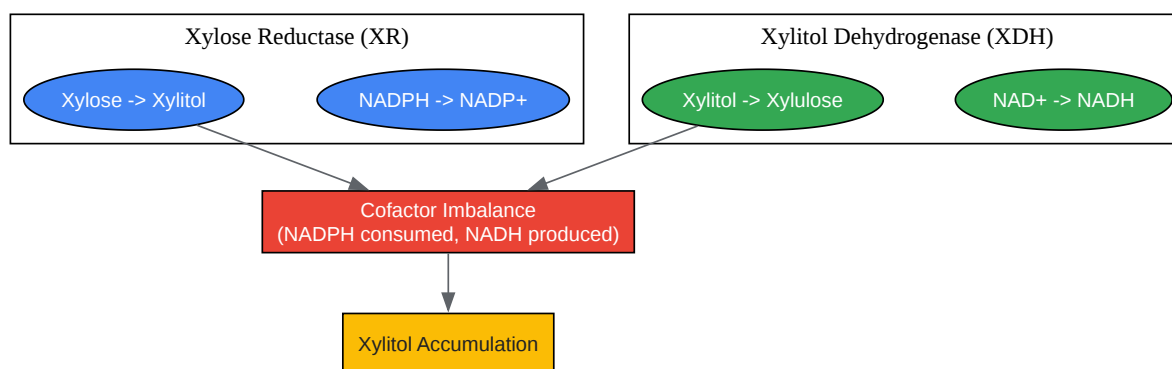 Xylose Reductase (XR)
Xylitol Dehydrogenase (XDH)
Xylose -> Xylitol
NADPH -> NADP+
Xylitol -> Xylulose
NAD+ -> NADH
Cofactor Imbalance
(NADPH consumed, NADH produced)
Xylitol Accumulation